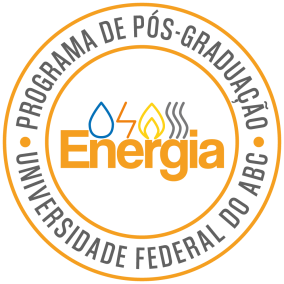 PROGRAMA DE PÓS-GRADUAÇÃO
Energia
UNIVERSIDADE FEDERAL DO ABC